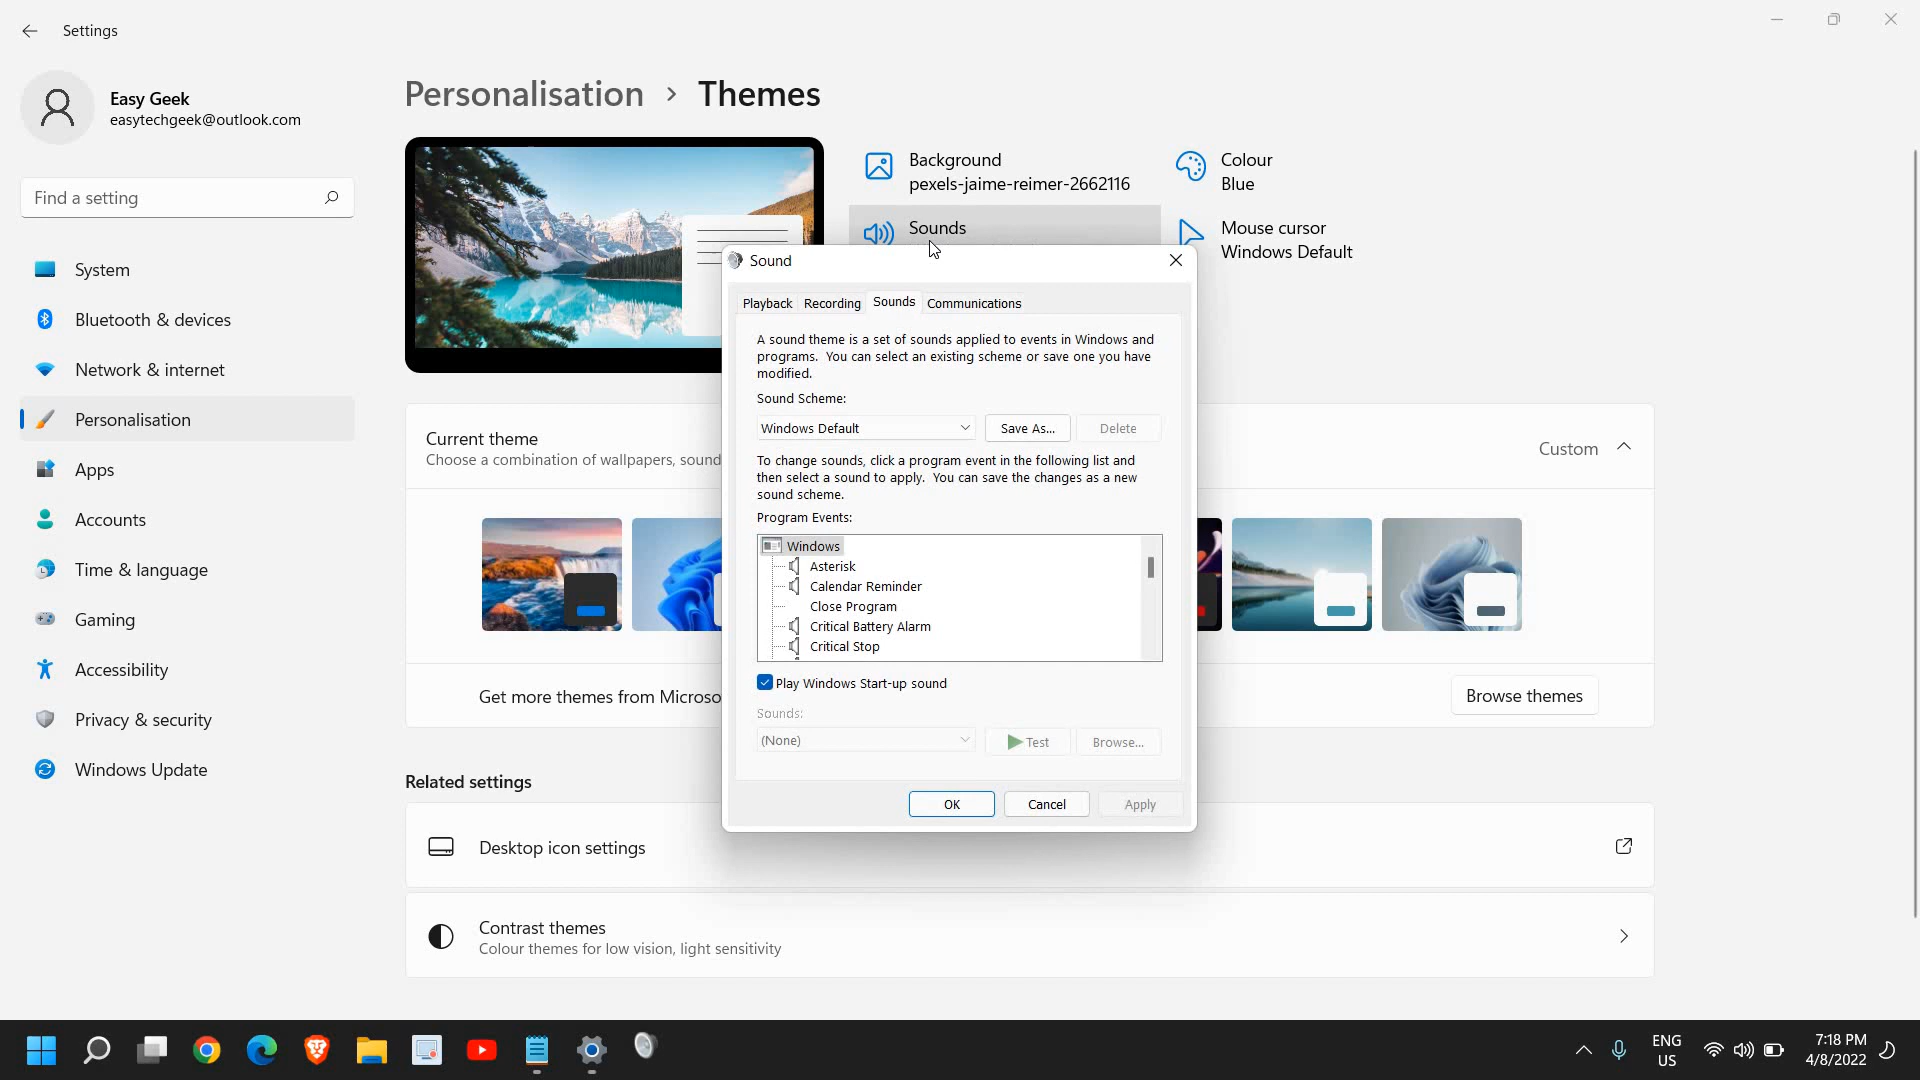 Settings
Easy Geek
easytechgeek@outlook.com
Find a setting
System
Bluetooth & devices
Network & internet
Personalisation
Apps
Accounts
Time & language
Gaming
Accessibility
Privacy & security
Windows Update
Personalisation > Themes
Background
pexels-jaime-reimer-2662116
Colour
Blue
Sounds
Mouse cursor
Windows Default
Current theme
Choose a combination of wallpapers, sound
Custom
Get more themes from Microso
Browse themes
Related settings
Desktop icon settings
Contrast themes
Colour themes for low vision, light sensitivity
Sound
Playback Recording Sounds Communications
A sound theme is a set of sounds applied to events in Windows and
programs. You can select an existing scheme or save one you have
modified.
Sound Scheme:
Windows Default Save As... Delete
To change sounds, click a program event in the following list and
then select a sound to apply. You can save the changes as a new
sound scheme.
Program Events:
Windows
Asterisk
Calendar Reminder
Close Program
Critical Battery Alarm
Critical Stop
Play Windows Start-up sound
Sounds:
(None) Test Browse...
OK Cancel Apply
ENG
US
7:18 PM
4/8/2022